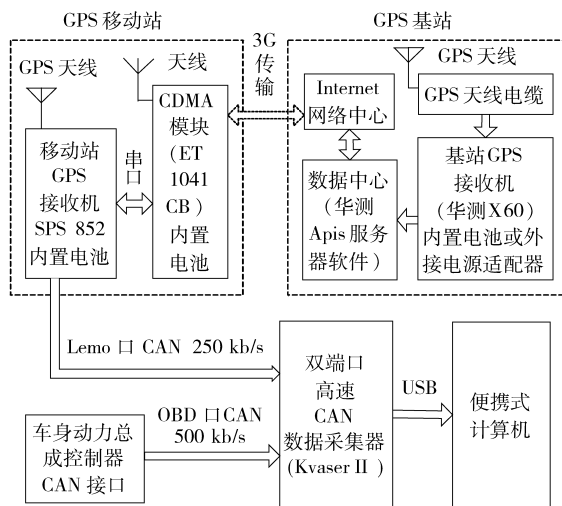 GPS 移动站
GPS 基站
GPS 天线
天线
CDMA
模块
(ET
1041
CB)
内置
电池
移动站
GPS
接收机
SPS 852
内置电池
串
口
3G
传
输
Internet
网络中心
数据中心
(华测
Apis 服务
器软件)
GPS 天线
GPS 天线电缆
基站 GPS
接收机
(华测 X60)
内置电池或外
接电源适配器
Lemo 口 CAN 250 kb/s
OBD 口 CAN
500 kb/s
车身动力总
成控制器
CAN 接口
双端口
高速
CAN
数据采集器
(Kvaser II )
USB
便携式
计算机